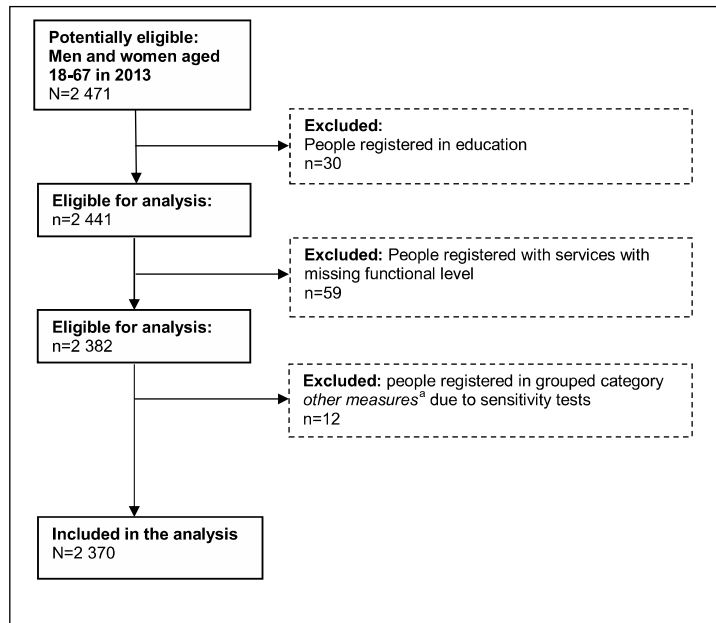 Potentially eligible:
Men and women aged
18-67 in 2013
N=2 471
Excluded:
People registered in education
n=30
Eligible for analysis:
n=2 441
Excluded: People registered with services with
missing functional level
n=59
Eligible for analysis:
n=2 382
Excluded: people registered in grouped category
other measuresª due to sensitivity tests
n=12
Included in the analysis
N=2 370